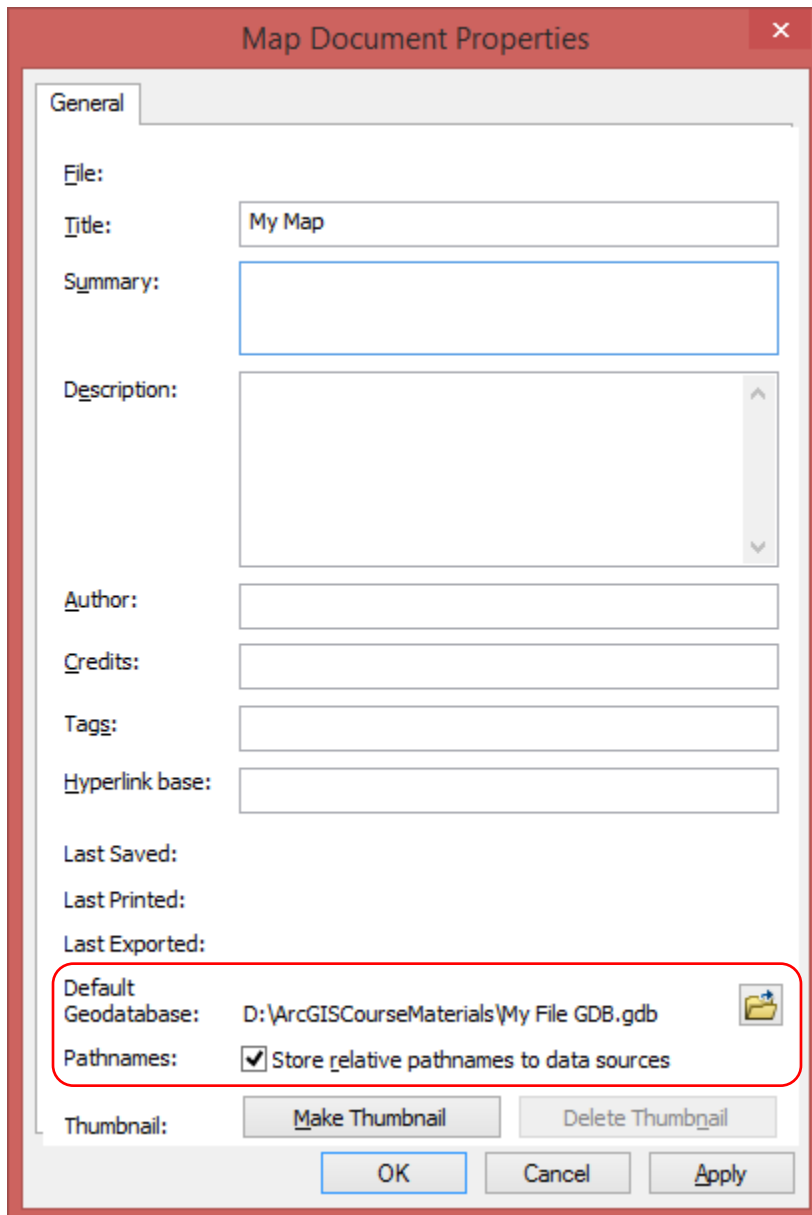 Map Document Properties
General
File:
Title: My Map
Summary:
Description:
Author:
Credits:
Tags:
Hyperlink base:
Last Saved:
Last Printed:
Last Exported:
Default
Geodatabase: D:\ArcGISCourseMaterials\My File GDB.gdb
Pathnames: Store relative pathnames to data sources
Thumbnail: Make Thumbnail Delete Thumbnail
OK Cancel Apply